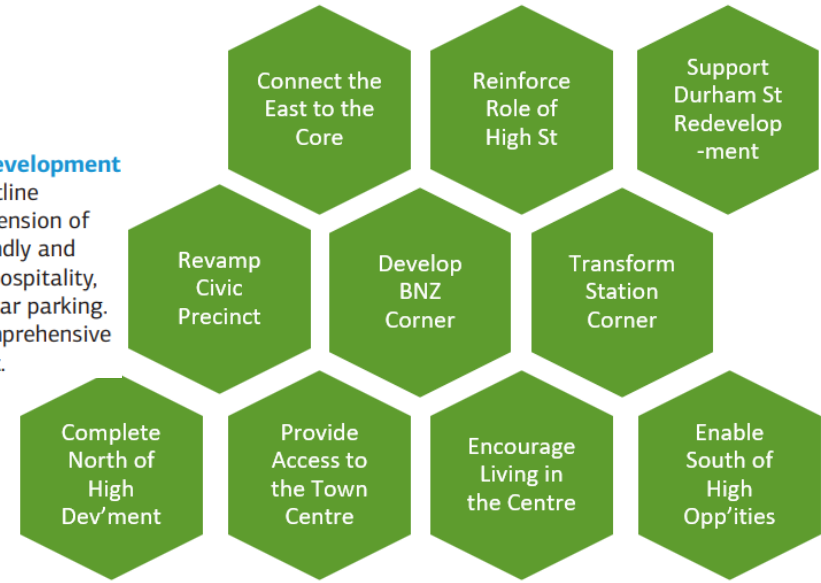 Connect the
East to the
Core
Reinforce
Role of
High St
Support
Durham St
Redevelop
-ment
evelopment
tline
ension of
ndly and
ospitality,
ar parking.
mprehensive
Revamp
Civic
Precinct
Develop
BNZ
Corner
Transform
Station
Corner
Complete
North of
High
Dev'ment
Provide
Access to
the Town
Centre
Encourage
Living in
the Centre
Enable
South of
High
Opp'ities